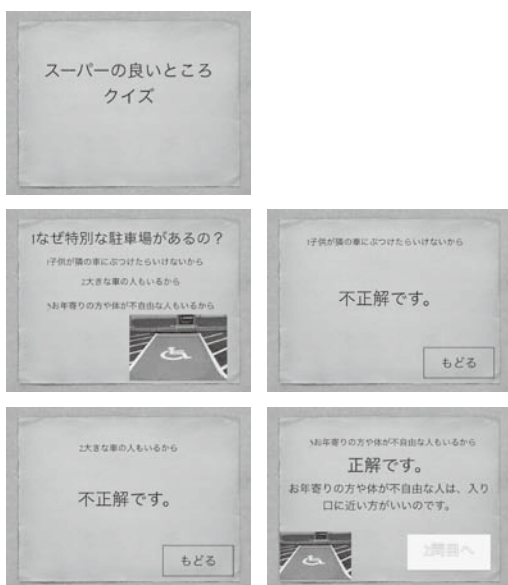 スーパーの良いところ
クイズ
1なぜ特別な駐車場があるの？
1子供が隣の車にぶつけたらいけないから
2大きな車の人もいるから
3お年寄りの方や体が不自由な人もいるから
1子供が隣の車にぶつけたらいけないから
不正解です。
もどる
2大きな車の人もいるから
不正解です。
もどる
3お年寄りの方や体が不自由な人もいるから
正解です。
お年寄りの方や体が不自由な人は、入り
口に近い方がいいのです。
2問目へ